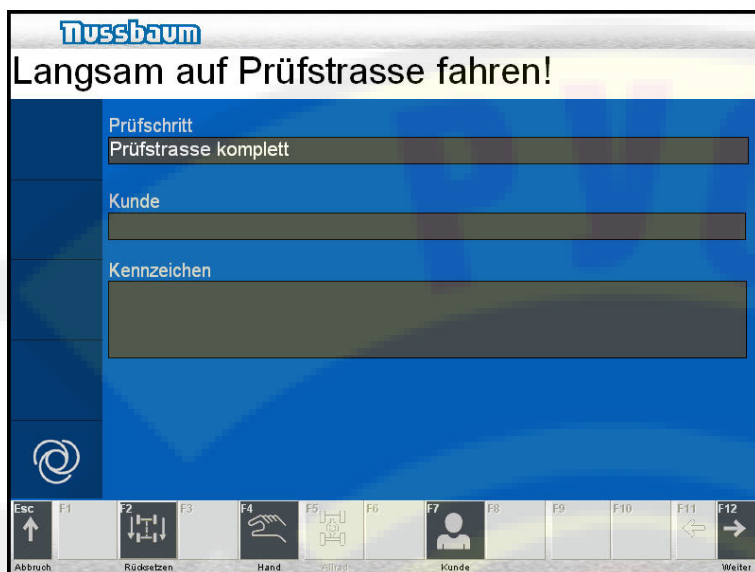 Nussbaum
Langsam auf Prüfstrasse fahren!
Prüfschritt
Prüfstrasse komplett
Kunde
Kennzeichen
Esc F1 F2 F3 F4 F5 F6 F7 F8 F9 F10 F11 F12
Abbruch Rücksetzen Hand Allrad Kunde Weiter